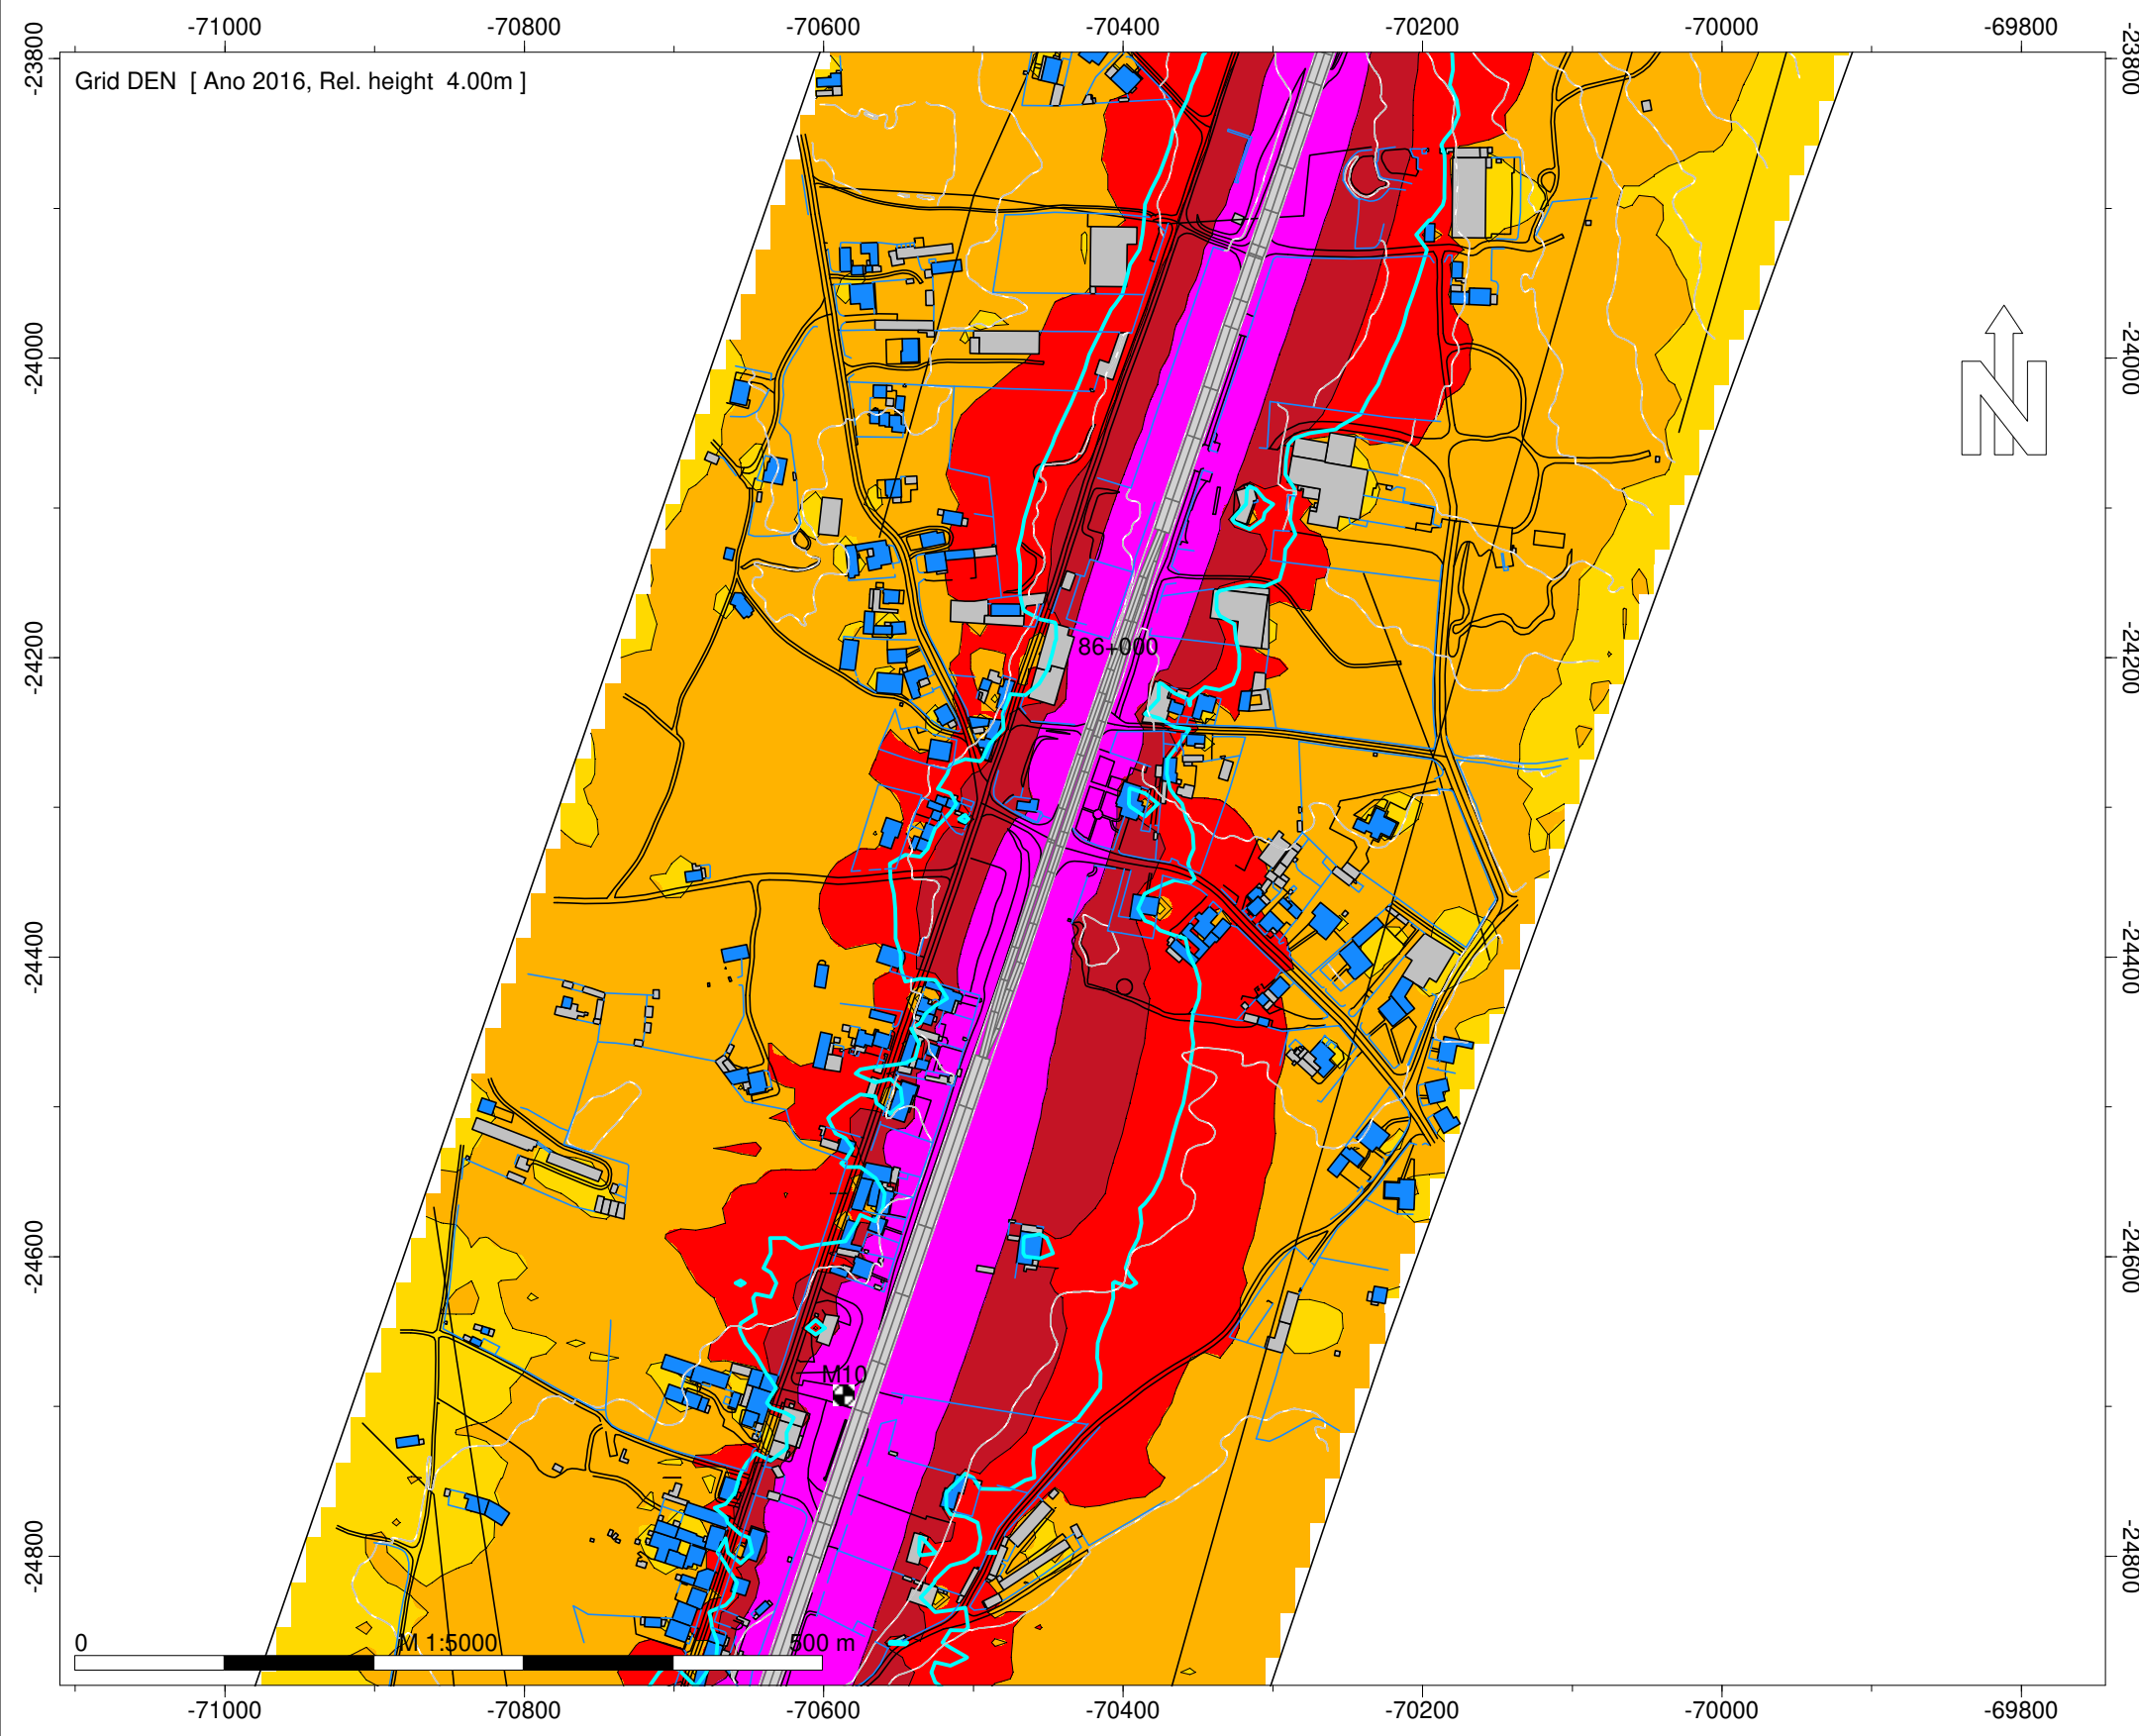 -71000 -70800 -70600 -70400 -70200 -70000 -69800
-23800 -23800
Grid DEN [ Ano 2016, Rel. height 4.00m ]
-24000 -24000
N
-24200 -24200
86+000
-24400 -24400
-24600 -24600
M10
-24800 -24800
0 M 1:5000 500 m
-71000 -70800 -70600 -70400 -70200 -70000 -69800